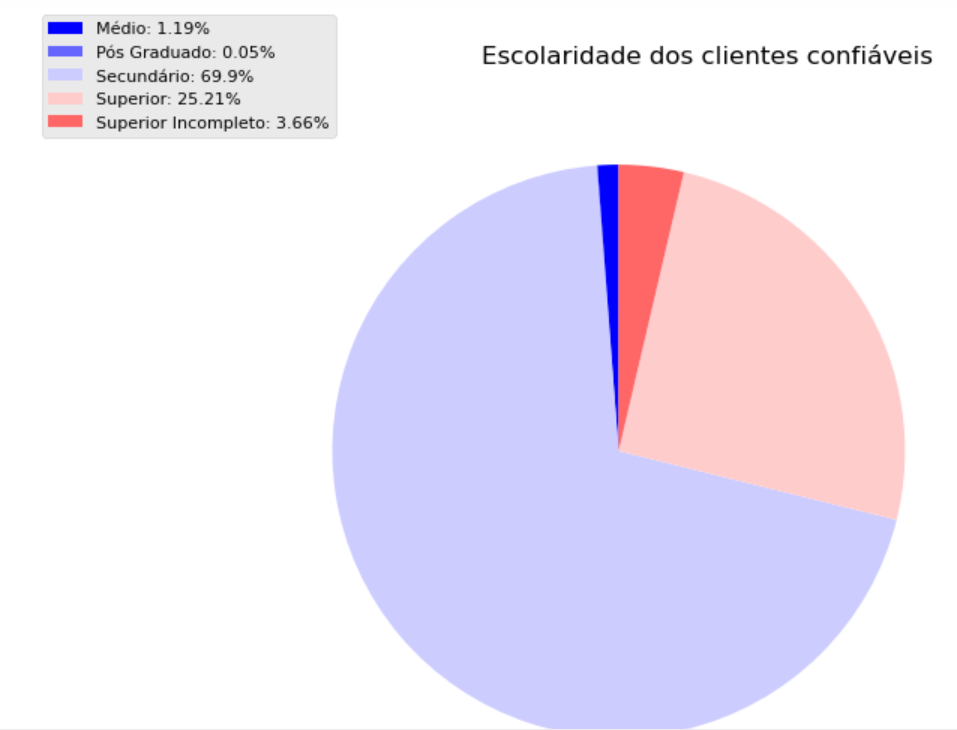 Médio: 1.19%
Pós Graduado: 0.05%
Secundário: 69.9%
Superior: 25.21%
Superior Incompleto: 3.66%
Escolaridade dos clientes confiáveis